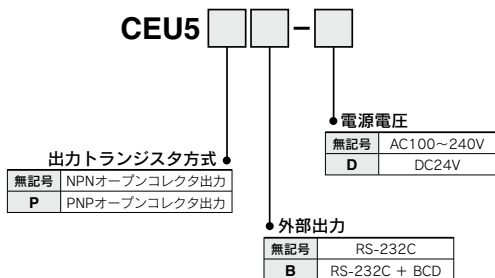 CEU5 −
電源電圧
無記号 AC100～240V
D DC24V
出力トランジスタ方式
無記号 NPNオープンコレクタ出力
P PNPオープンコレクタ出力
外部出力
無記号 RS-232C
B RS-232C + BCD